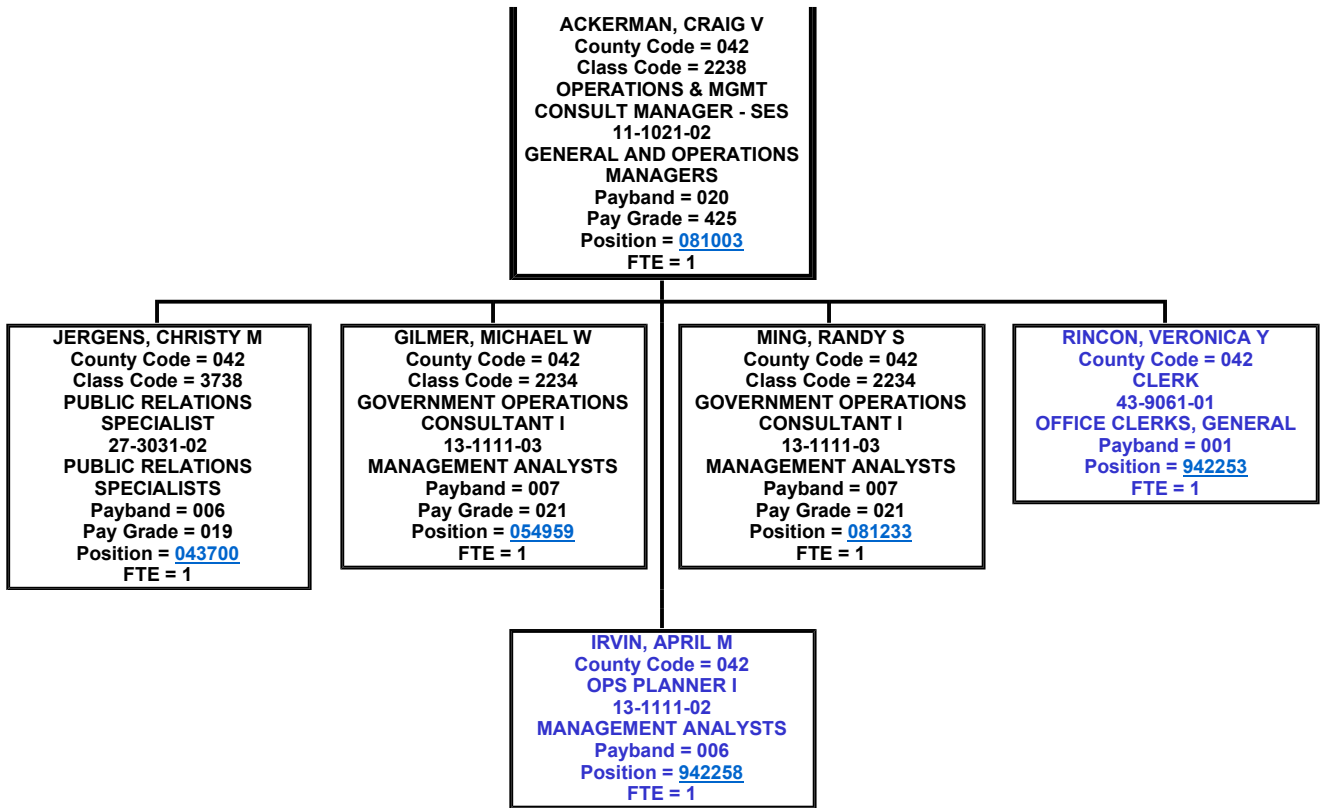 ACKERMAN, CRAIG V
County Code = 042
Class Code = 2238
OPERATIONS & MGMT
CONSULT MANAGER - SES
11-1021-02
GENERAL AND OPERATIONS
MANAGERS
Payband = 020
Pay Grade = 425
Position = 081003
FTE = 1
JERGENS, CHRISTY M
County Code = 042
Class Code = 3738
PUBLIC RELATIONS
SPECIALIST
27-3031-02
PUBLIC RELATIONS
SPECIALISTS
Payband = 006
Pay Grade = 019
Position = 043700
FTE = 1
GILMER, MICHAEL W
County Code = 042
Class Code = 2234
GOVERNMENT OPERATIONS
CONSULTANT I
13-1111-03
MANAGEMENT ANALYSTS
Payband = 007
Pay Grade = 021
Position = 054959
FTE = 1
MING, RANDY S
County Code = 042
Class Code = 2234
GOVERNMENT OPERATIONS
CONSULTANT I
13-1111-03
MANAGEMENT ANALYSTS
Payband = 007
Pay Grade = 021
Position = 081233
FTE = 1
RINCON, VERONICA Y
County Code = 042
CLERK
43-9061-01
OFFICE CLERKS, GENERAL
Payband = 001
Position = 942253
FTE = 1
IRVIN, APRIL M
County Code = 042
OPS PLANNER I
13-1111-02
MANAGEMENT ANALYSTS
Payband = 006
Position = 942258
FTE = 1